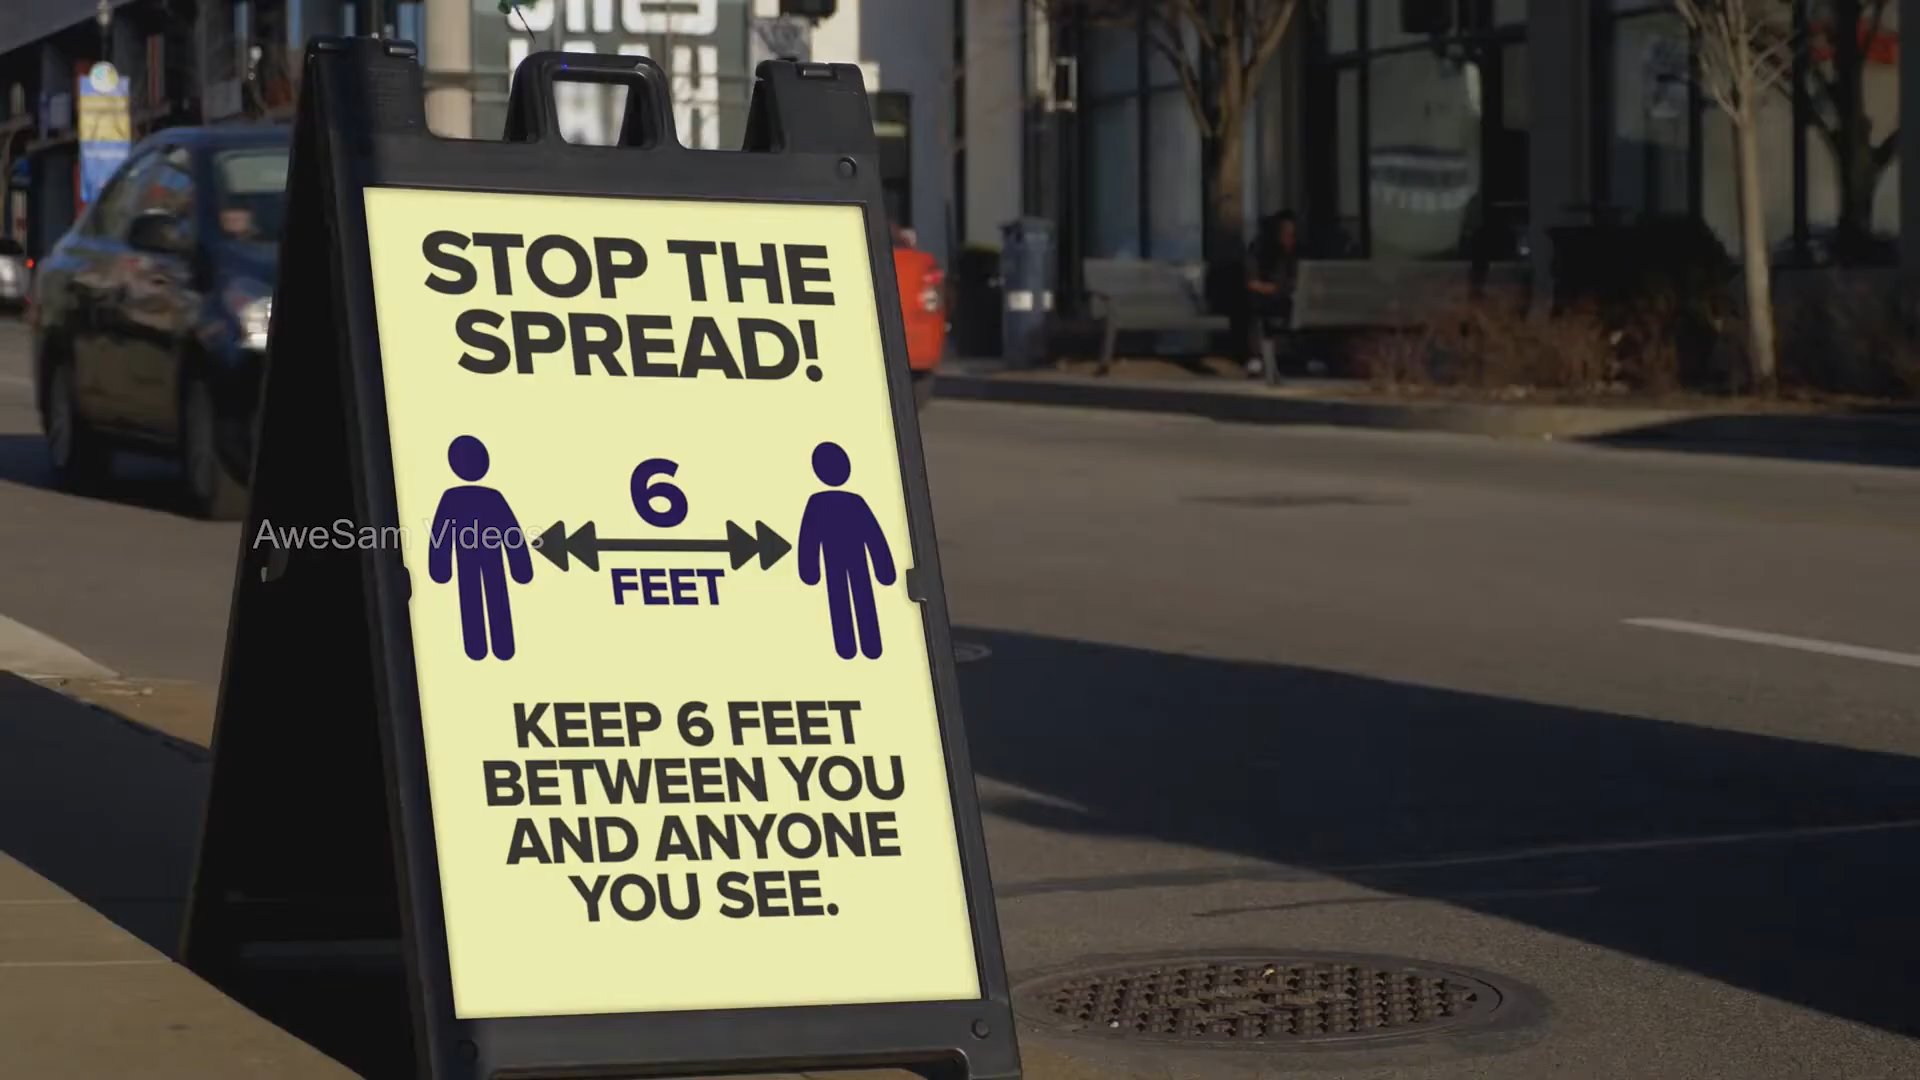 STOP THE
SPREAD!
6
FEET
AweSam Videos
KEEP 6 FEET
BETWEEN YOU
AND ANYONE
YOU SEE.